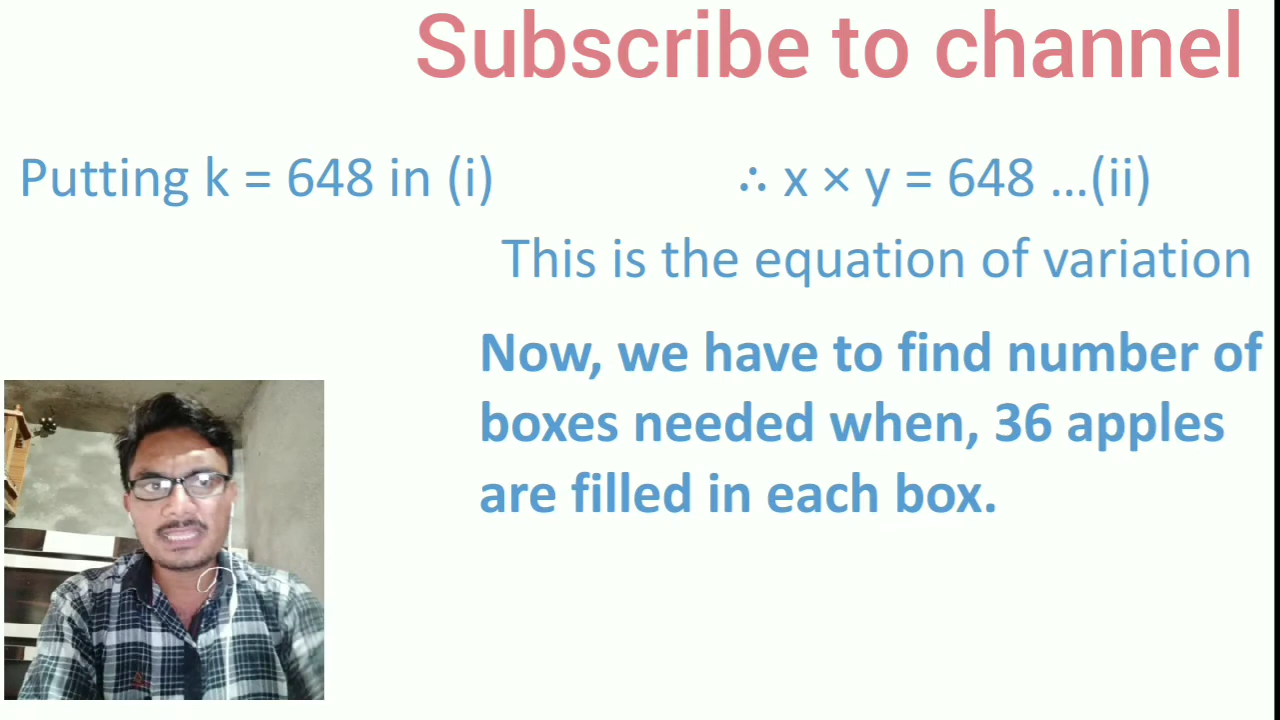 Subscribe to channel
Putting k = 648 in (i) ∴ x × y = 648 ...(ii)
This is the equation of variation
Now, we have to find number of
boxes needed when, 36 apples
are filled in each box.